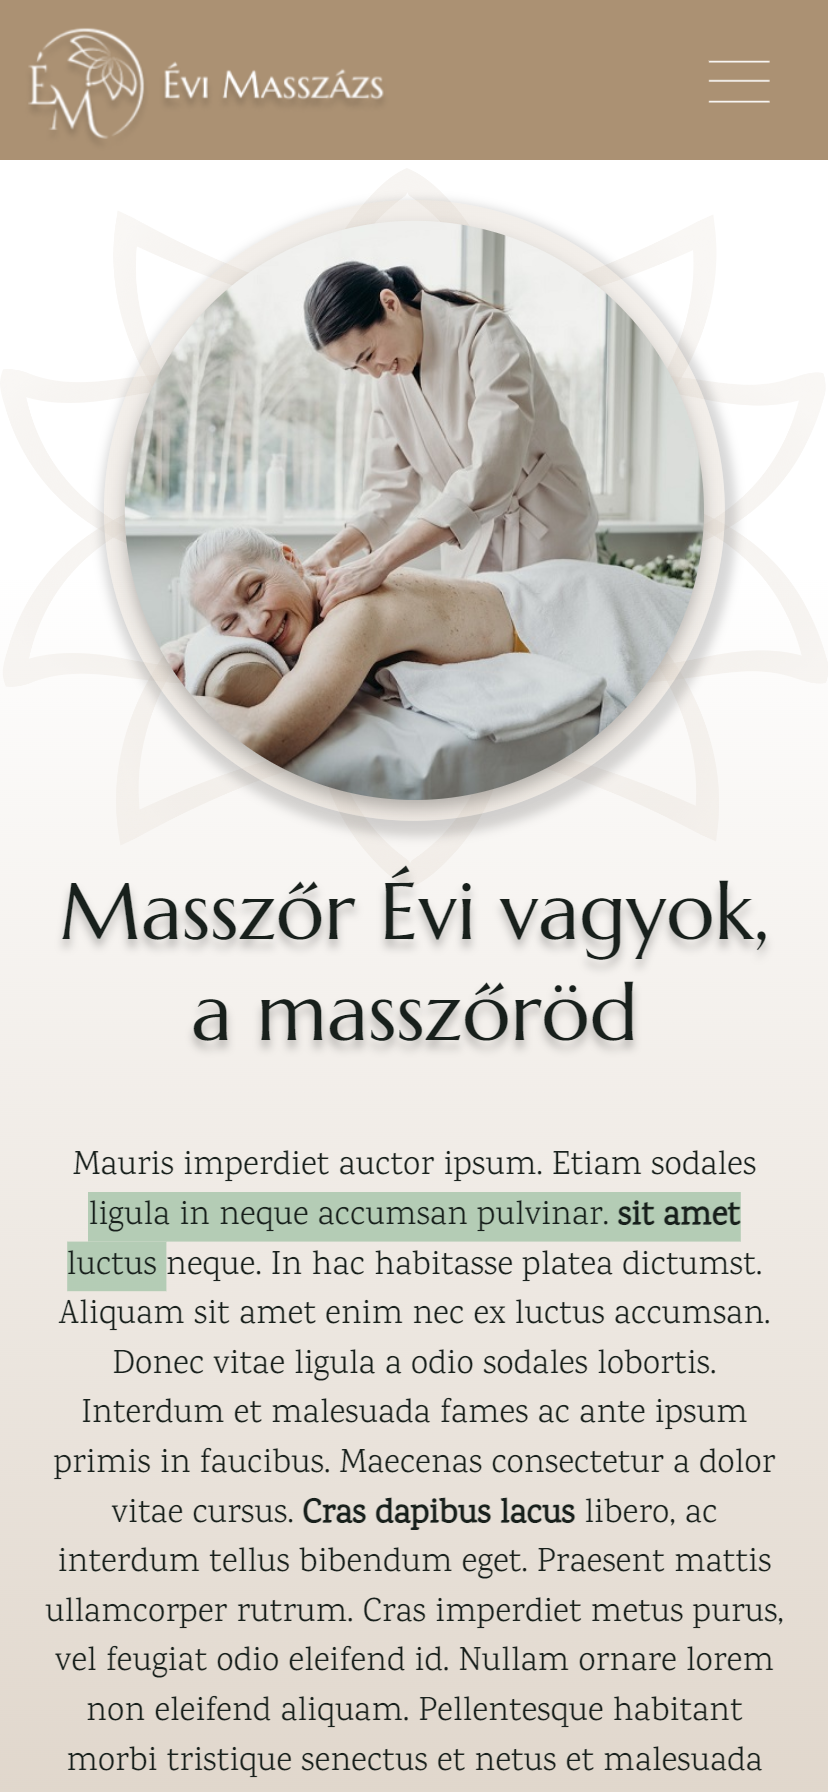 ÉM
Évi Masszázs
Masszőr Évi vagyok,
a masszőröd
Mauris imperdiet auctor ipsum. Etiam sodales
ligula in neque accumsan pulvinar. sit amet
luctus neque. In hac habitasse platea dictumst.
Aliquam sit amet enim nec ex luctus accumsan.
Donec vitae ligula a odio sodales lobortis.
Interdum et malesuada fames ac ante ipsum
primis in faucibus. Maecenas consectetur a dolor
vitae cursus. Cras dapibus lacus libero, ac
interdum tellus bibendum eget. Praesent mattis
ullamcorper rutrum. Cras imperdiet metus purus,
vel feugiat odio eleifend id. Nullam ornare lorem
non eleifend aliquam. Pellentesque habitant
morbi tristique senectus et netus et malesuada